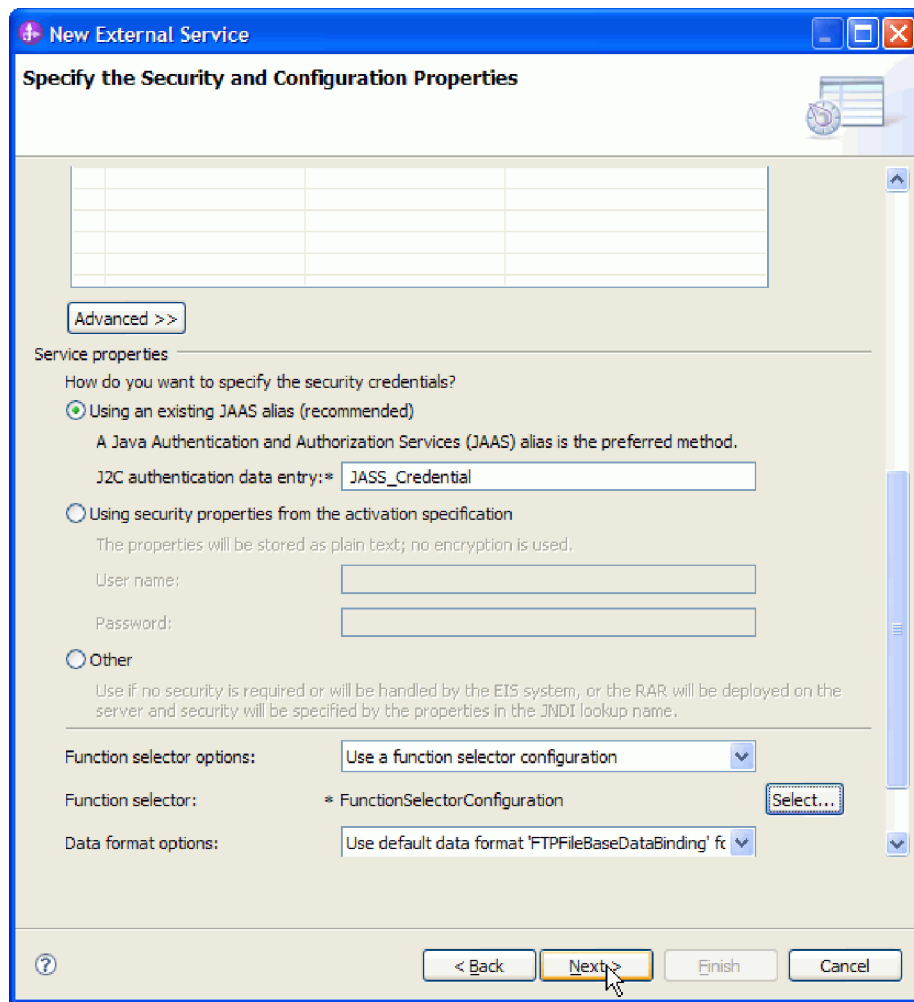 New External Service
Specify the Security and Configuration Properties
Advanced >>
Service properties
How do you want to specify the security credentials?
Using an existing JAAS alias (recommended)
A Java Authentication and Authorization Services (JAAS) alias is the preferred method.
J2C authentication data entry:* JASS_Credential
Using security properties from the activation specification
The properties will be stored as plain text; no encryption is used.
User name:
Password:
Other
Use if no security is required or will be handled by the EIS system, or the RAR will be deployed on the
server and security will be specified by the properties in the JNDI lookup name.
Function selector options: Use a function selector configuration
Function selector: * FunctionSelectorConfiguration Select...
Data format options: Use default data format 'FTPFileBaseDataBinding' fo
? < Back Next > Finish Cancel